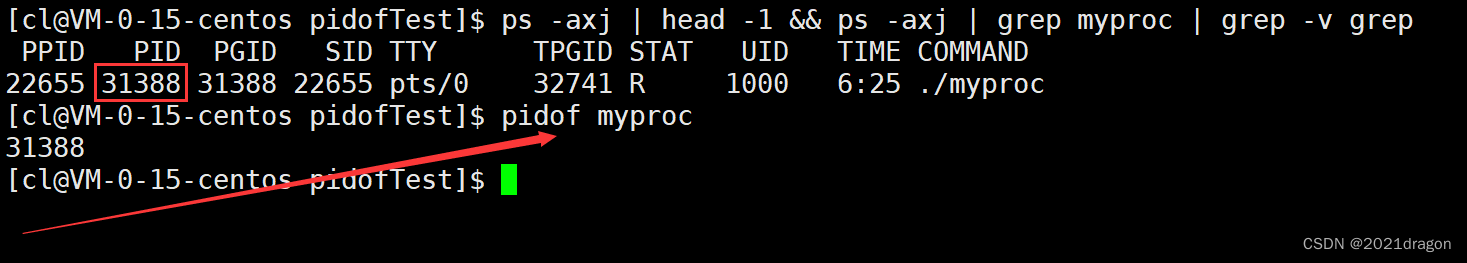 [cl@VM-0-15-centos pidofTest]$ ps -axj | head -1 && ps -axj | grep myproc | grep -v grep
 PPID   PID  PGID   SID TTY      TPGID STAT   UID   TIME COMMAND
22655 31388 31388 22655 pts/0    32741 R     1000   6:25 ./myproc
[cl@VM-0-15-centos pidofTest]$ pidof myproc
31388
[cl@VM-0-15-centos pidofTest]$
CSDN @2021dragon